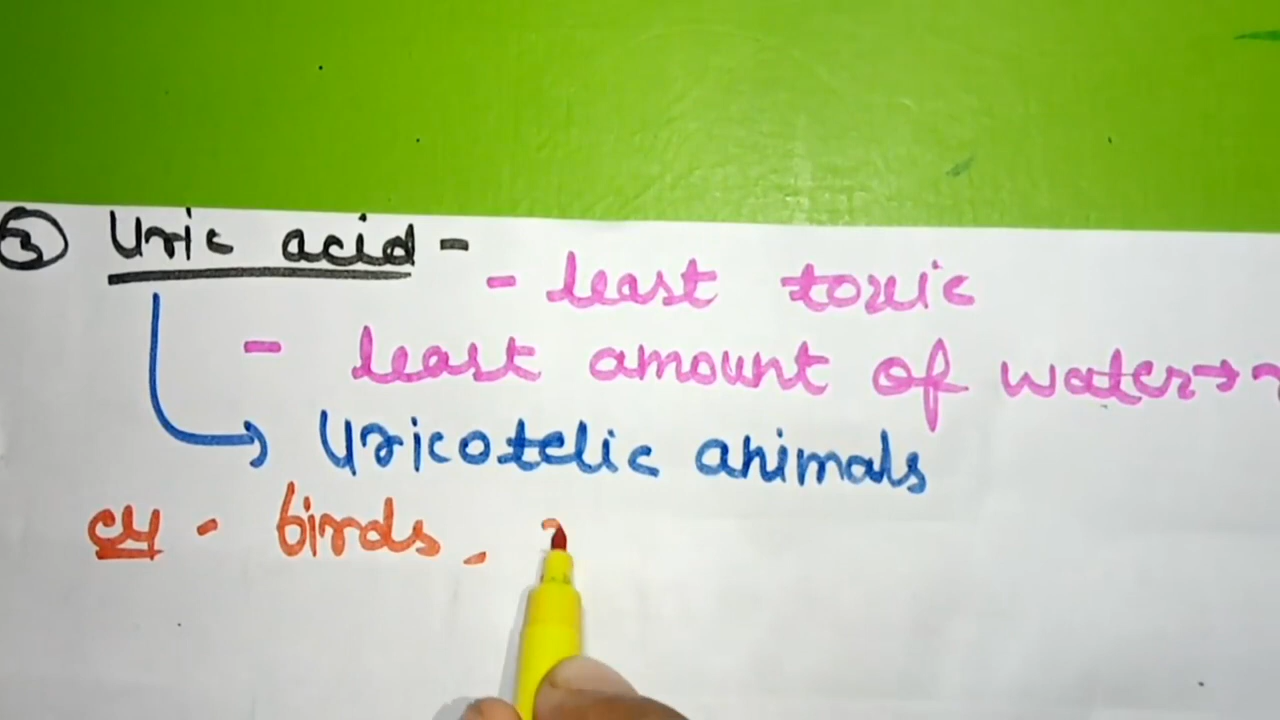 3 Uric acid -
- least toxic
- least amount of water→
Uricotelic animals
eg - birds,